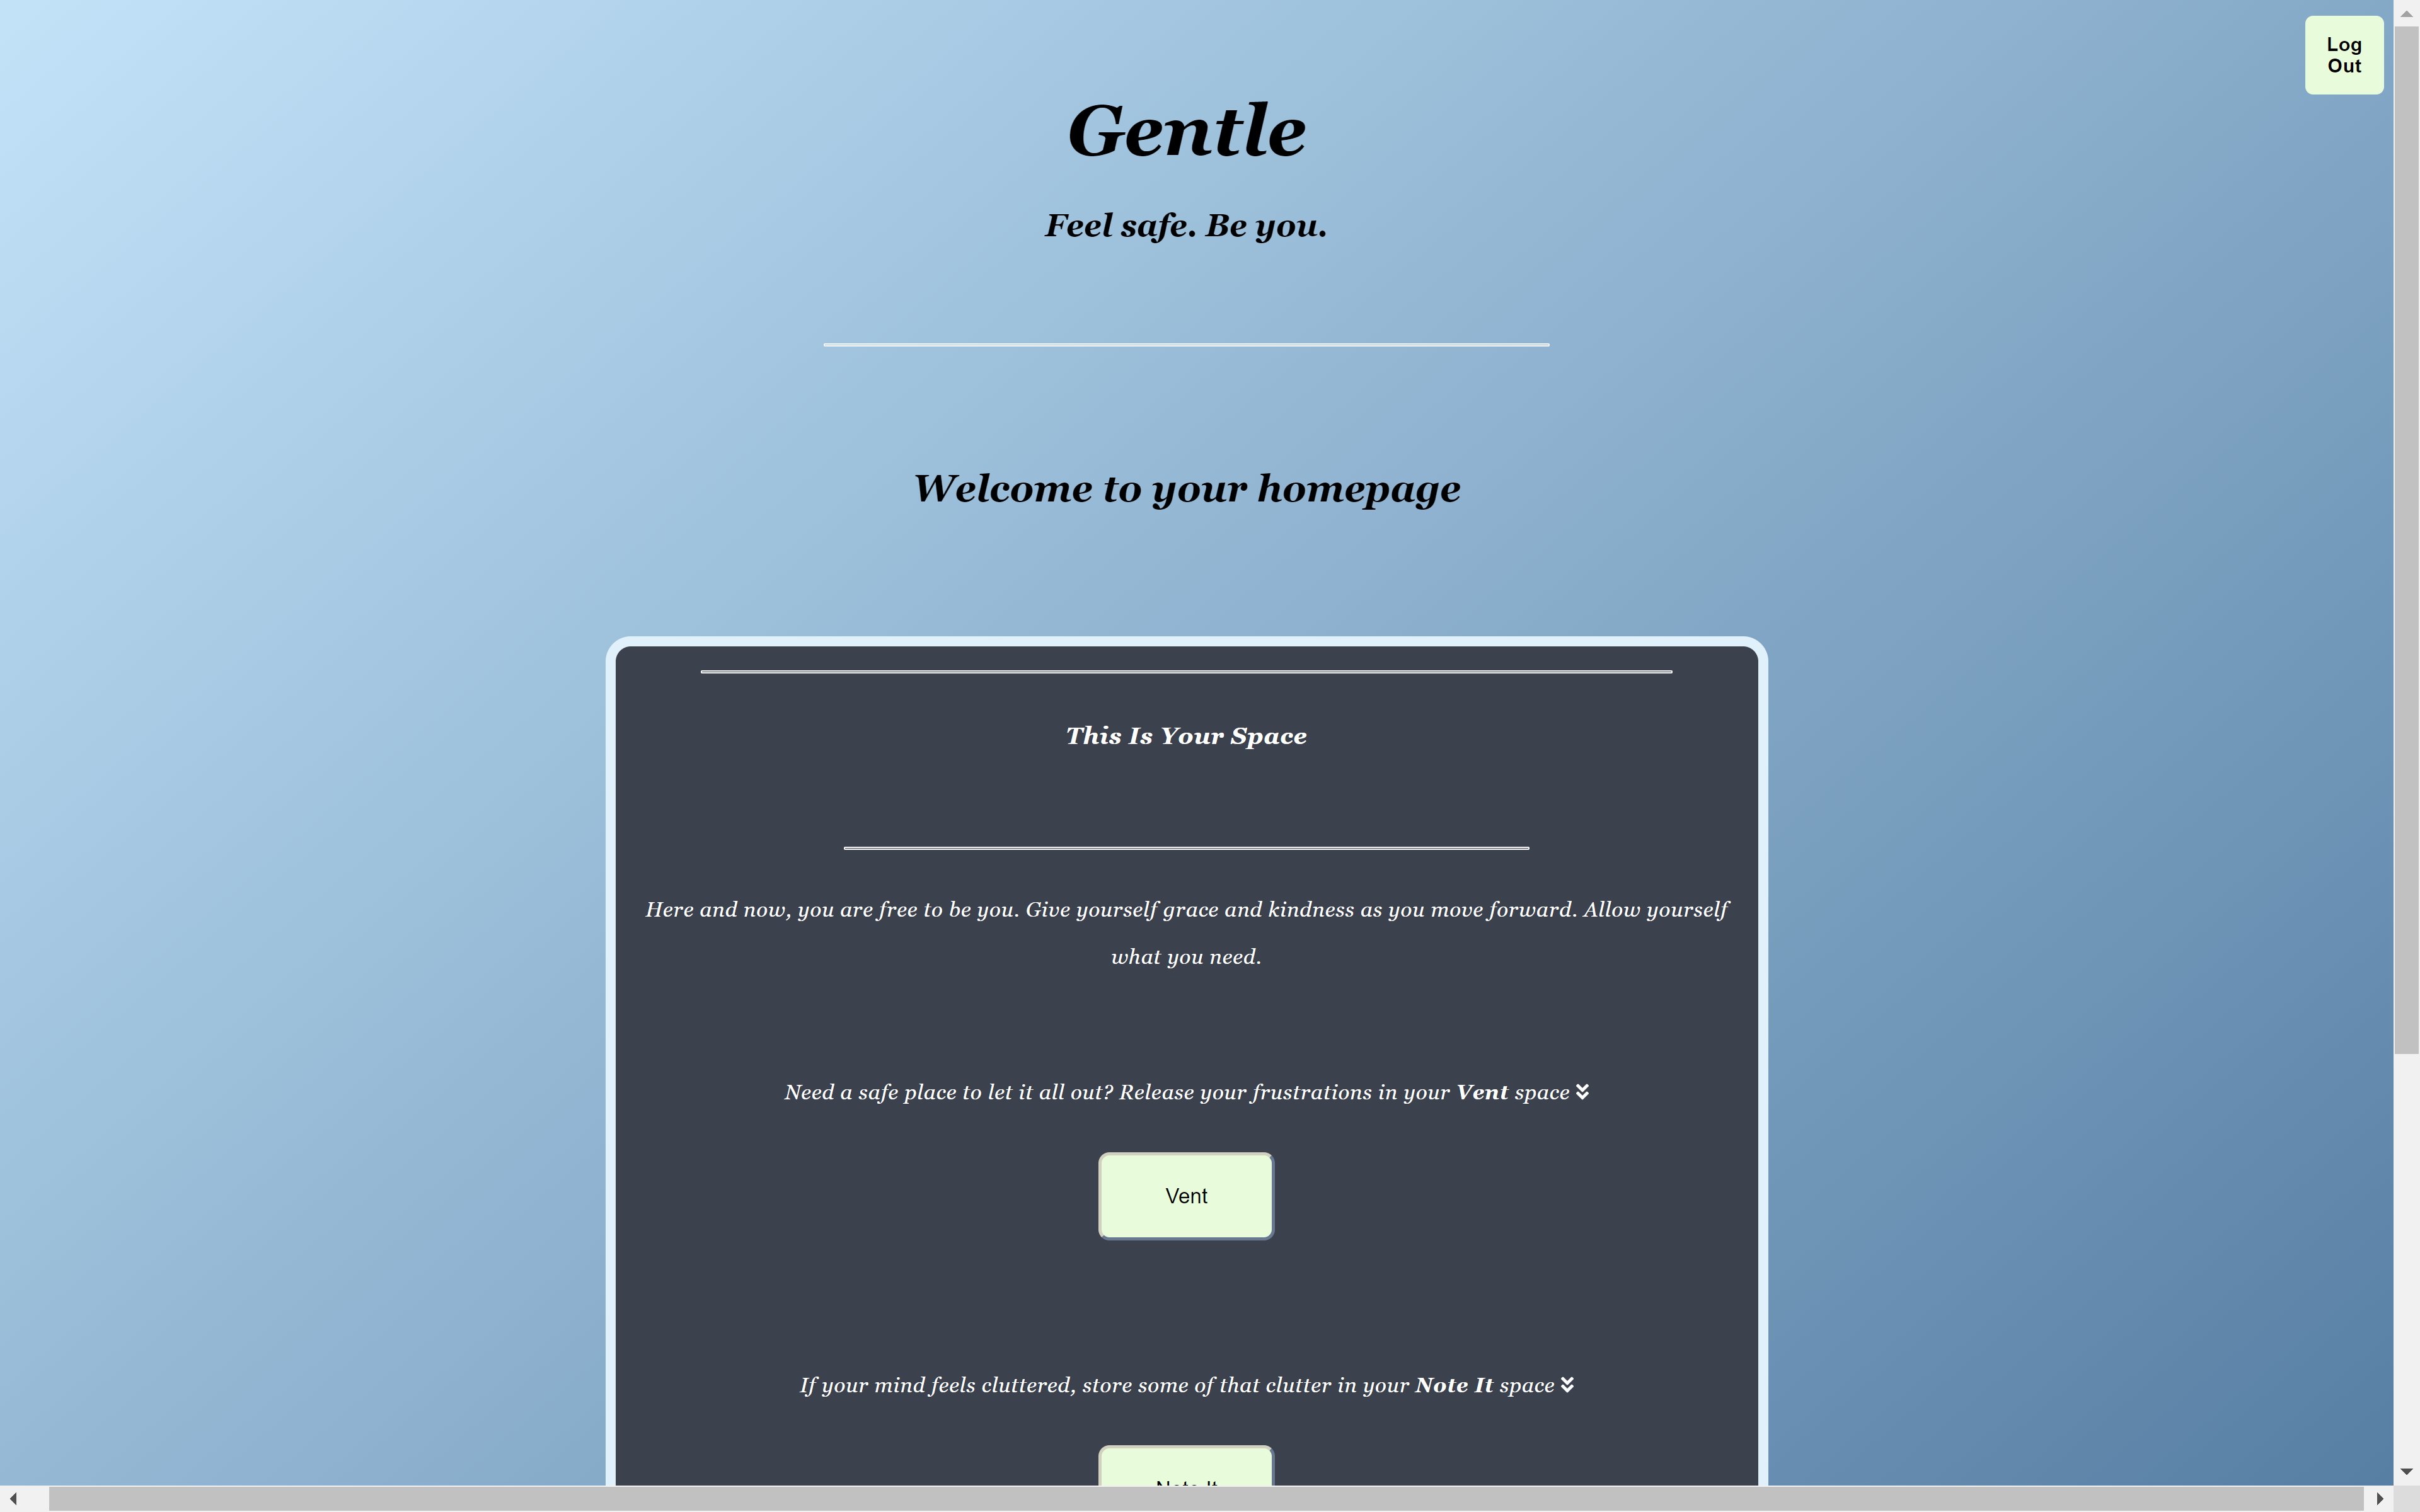 Log
Out
Gentle
Feel safe. Be you.
Welcome to your homepage
This Is Your Space
Here and now, you are free to be you. Give yourself grace and kindness as you move forward. Allow yourself
what you need.
Need a safe place to let it all out? Release your frustrations in your Vent space
Vent
If your mind feels cluttered, store some of that clutter in your Note It space
Note It